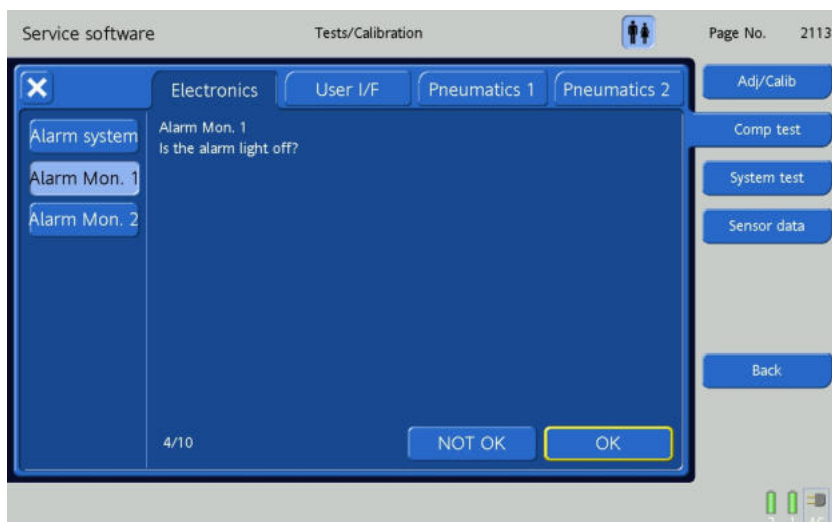 Service software
Tests/Calibration
Page No. 2113
Electronics
User I/F
Pneumatics 1
Pneumatics 2
Adj/Calib
Comp test
System test
Sensor data
Back
Alarm system
Alarm Mon. 1
Alarm Mon. 2
Alarm Mon. 1
Is the alarm light off?
4/10
NOT OK
OK